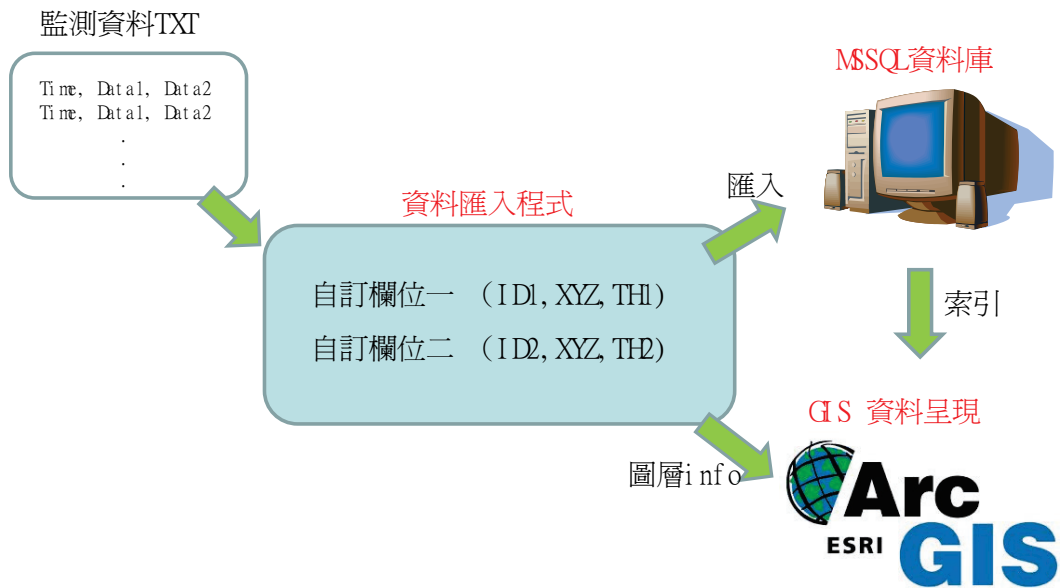 監測資料TXT
Time, Data1, Data2
Time, Data1, Data2
.
.
.
資料匯入程式
自訂欄位一 (ID1, XYZ, TH1)
自訂欄位二 (ID2, XYZ, TH2)
匯入
MSSQL資料庫
索引
圖層info
GIS 資料呈現
Arc
ESRI GIS